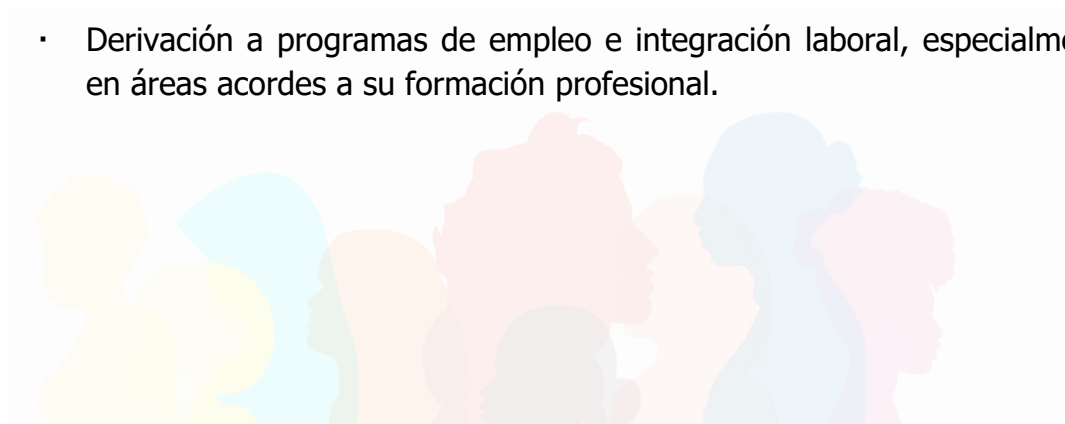 · Derivación a programas de empleo e integración laboral, especialme
en áreas acordes a su formación profesional.